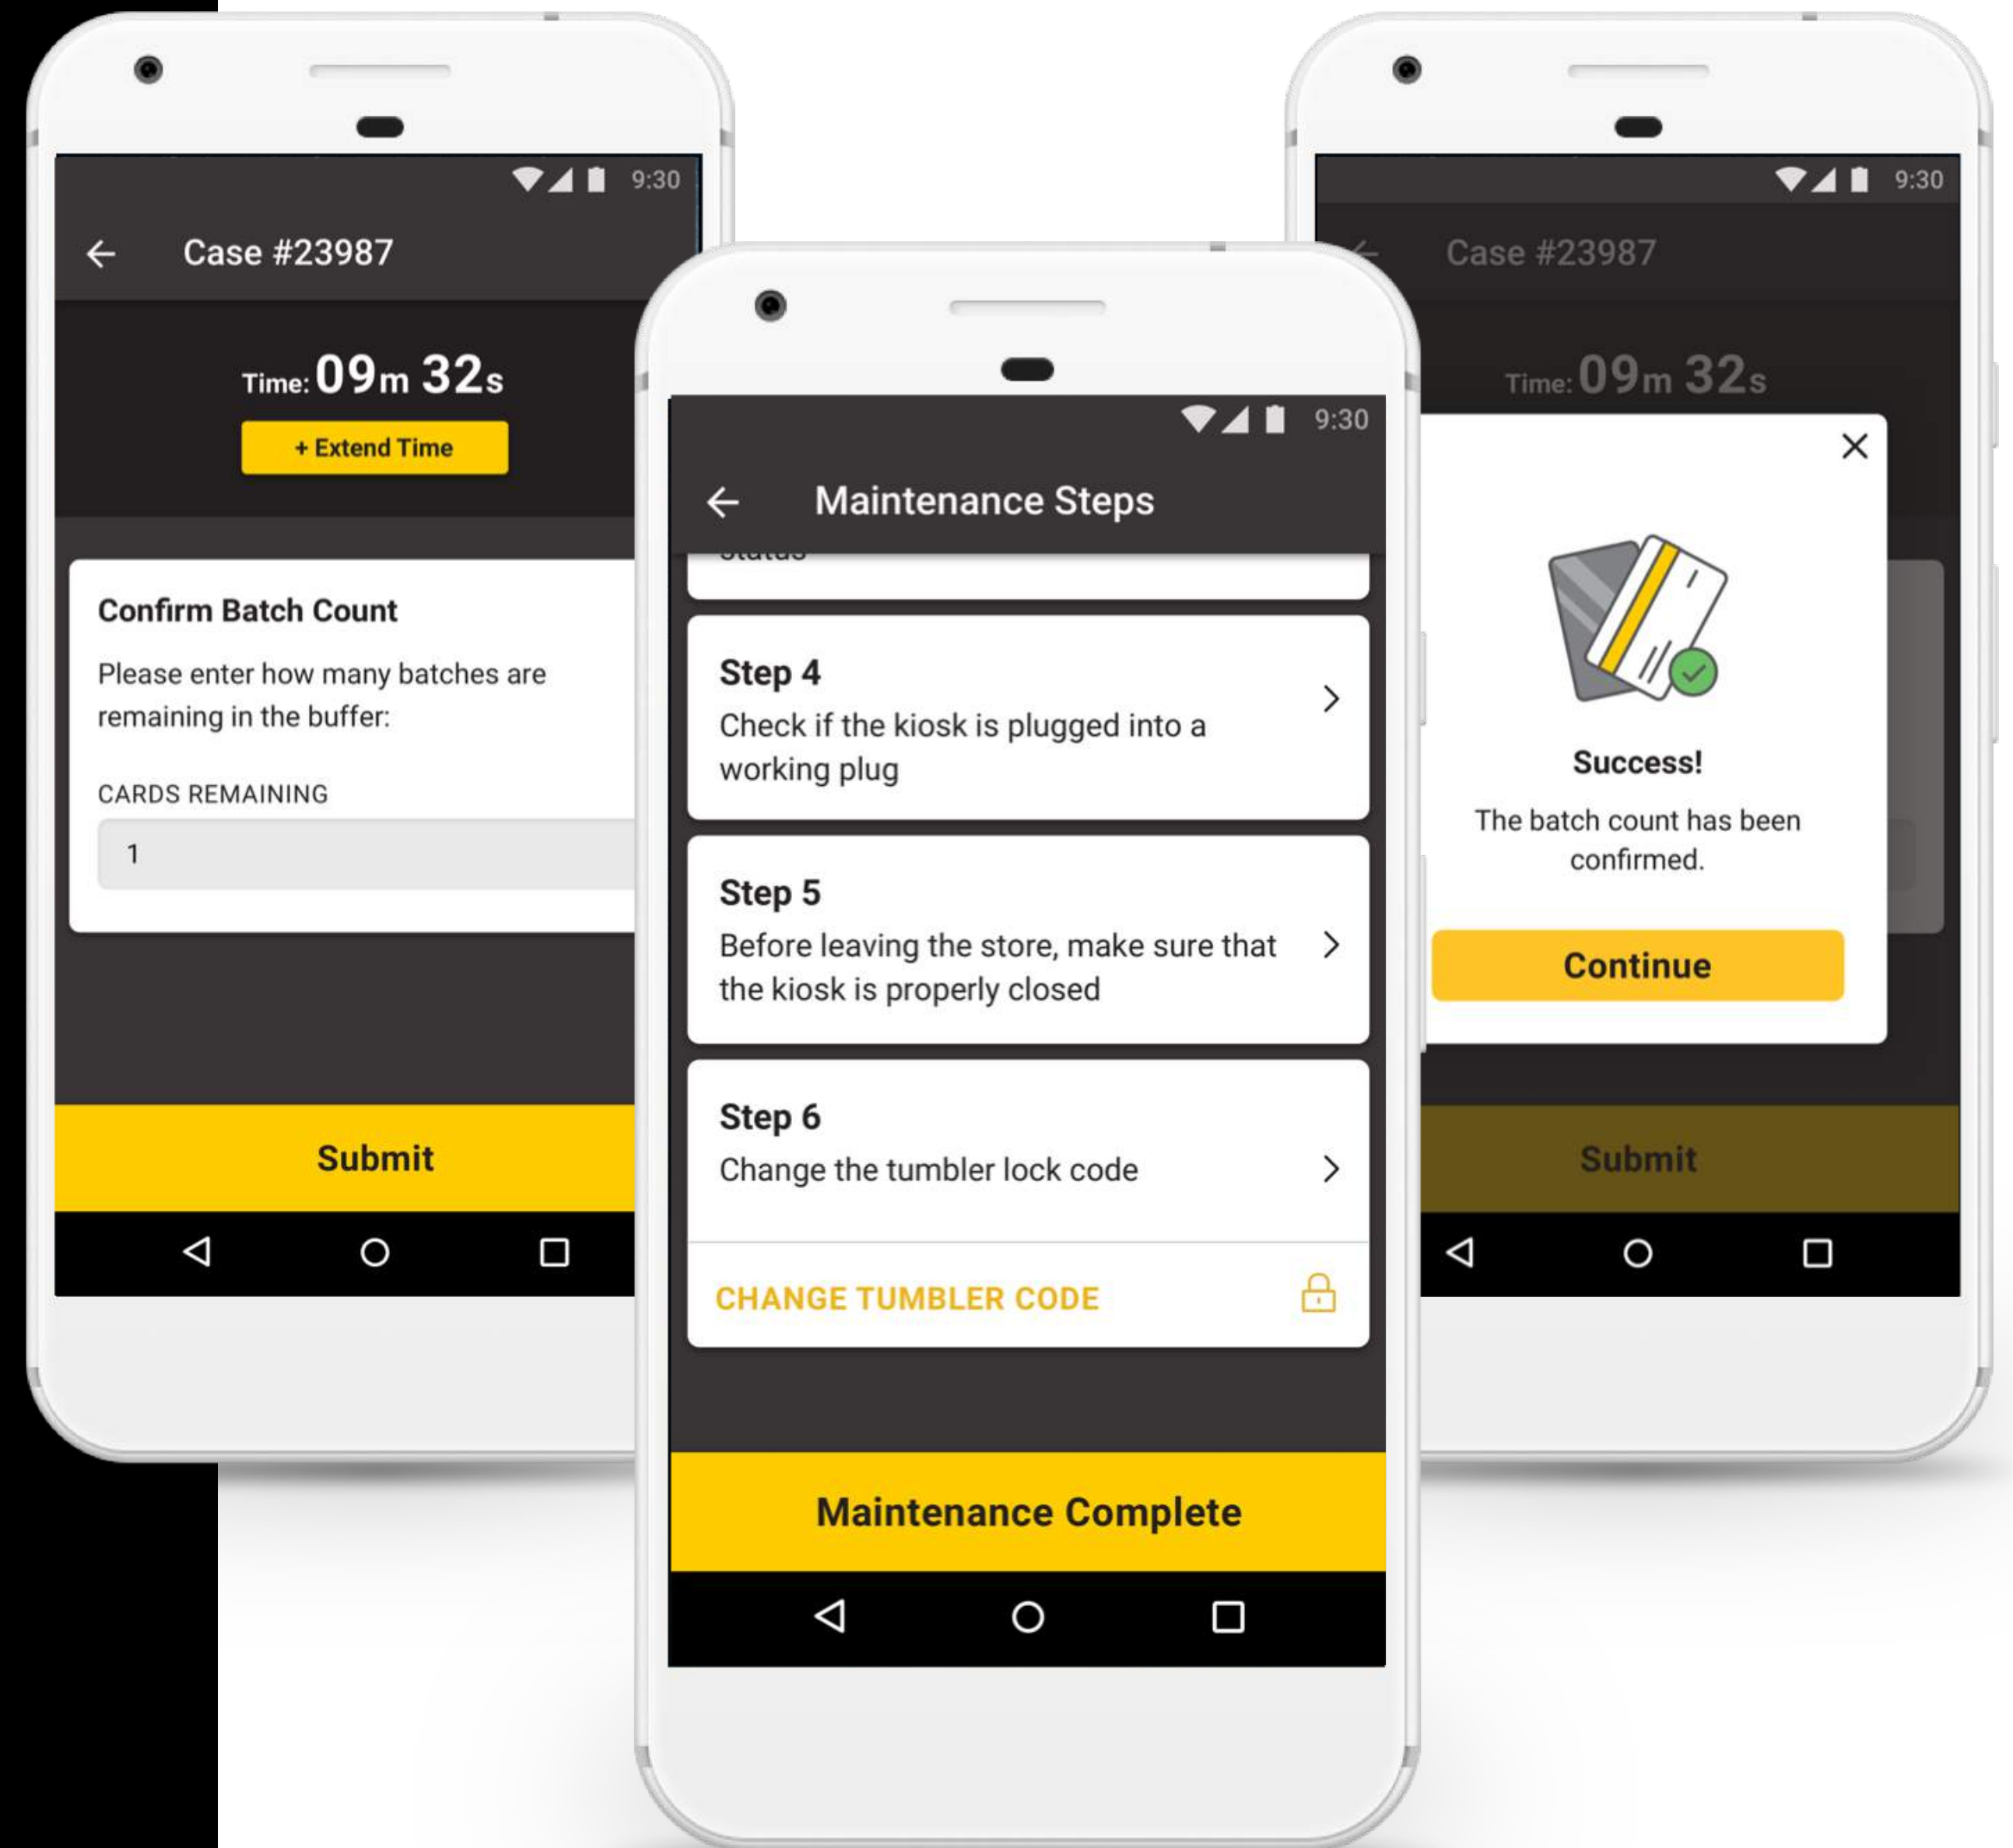 9:30
Case #23987
Time: 09m 32s
+ Extend Time
Confirm Batch Count
Please enter how many batches are
remaining in the buffer:
CARDS REMAINING
1
Submit
9:30
Maintenance Steps
status
Step 4
Check if the kiosk is plugged into a
working plug
Step 5
Before leaving the store, make sure that
the kiosk is properly closed
Step 6
Change the tumbler lock code
CHANGE TUMBLER CODE
Maintenance Complete
9:30
Case #23987
Time: 09m 32s
Success!
The batch count has been
confirmed.
Continue
Submit